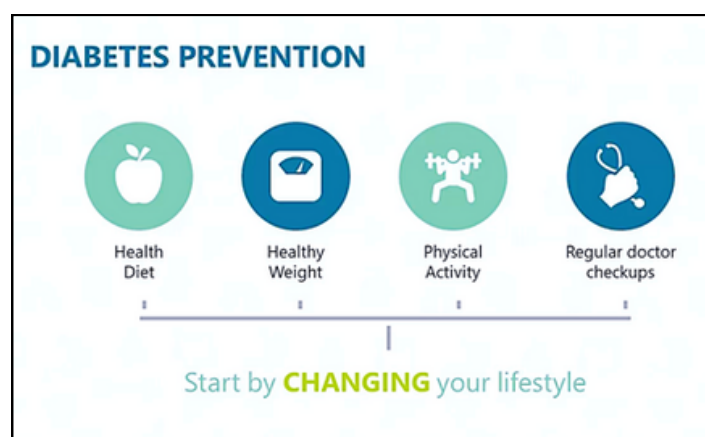 DIABETES PREVENTION
Health
Diet
Healthy
Weight
Physical
Activity
Regular doctor
checkups
Start by CHANGING your lifestyle